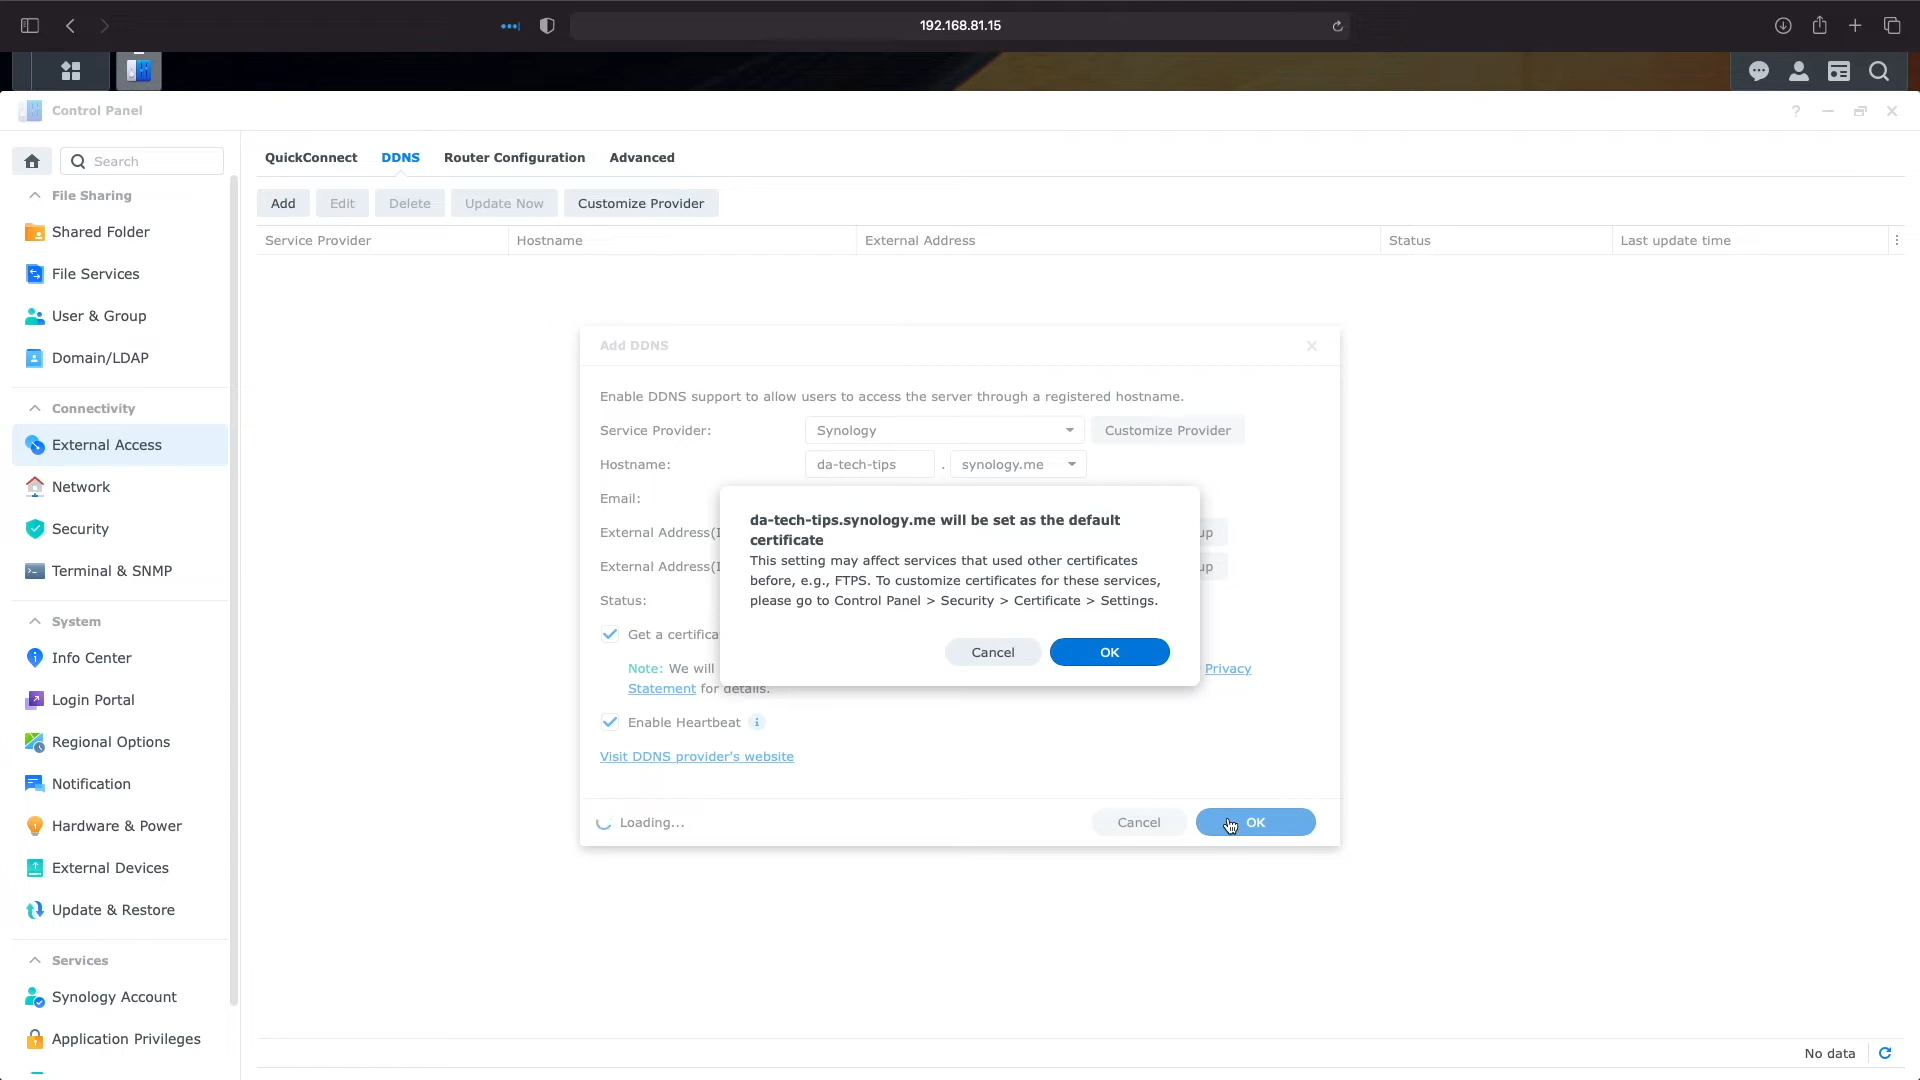 192.168.81.15
Control Panel
Search
File Sharing
Shared Folder
File Services
User & Group
Domain/LDAP
Connectivity
External Access
Network
Security
Terminal & SNMP
System
Info Center
Login Portal
Regional Options
Notification
Hardware & Power
External Devices
Update & Restore
Services
Synology Account
Application Privileges
QuickConnect DDNS Router Configuration Advanced
Add Edit Delete Update Now Customize Provider
Service Provider Hostname External Address Status Last update time
Add DDNS
Enable DDNS support to allow users to access the server through a registered hostname.
Service Provider: Synology Customize Provider
Hostname: da-tech-tips . synology.me
Email:
External Address(
External Address(
Status:
Get a
Note: We will Privacy
Statement for details.
Enable Heartbeat
Visit DDNS provider's website
Loading... Cancel OK
da-tech-tips.synology.me will be set as the default
certificate
This setting may affect services that used other certificates
before, e.g., FTPS. To customize certificates for these services,
please go to Control Panel > Security > Certificate > Settings.
Cancel OK
No data